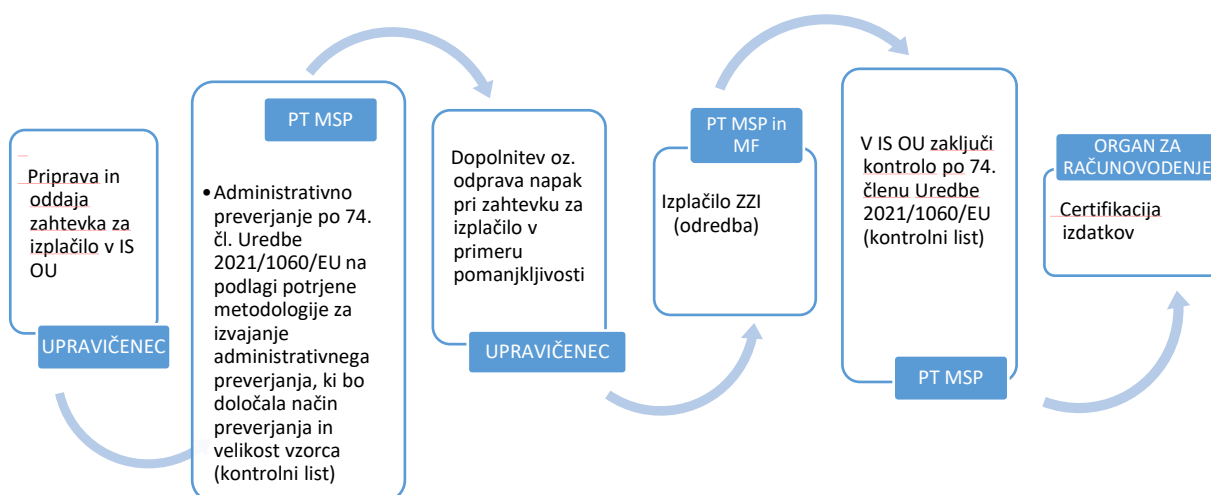 Priprava in
oddaja
zahtevka za
izplačilo v IS
OU
UPRAVIČENEC
PT MSP
•Administrativno
preverjanje po 74.
čl. Uredbe
2021/1060/EU na
podlagi potrjene
metodologije za
izvajanje
administrativnega
preverjanja, ki bo
določala način
preverjanja in
velikost vzorca
(kontrolni list)
Dopolnitev oz.
odprava napak
pri zahtevku za
izplačilo v
primeru
pomanjkljivosti
UPRAVIČENEC
PT MSP in
MF
Izplačilo ZZI
(odredba)
V IS OU zaključi
kontrolo po 74.
členu Uredbe
2021/1060/EU
(kontrolni list)
PT MSP
ORGAN ZA
RAČUNOVODENJE
Certifikacija
izdatkov